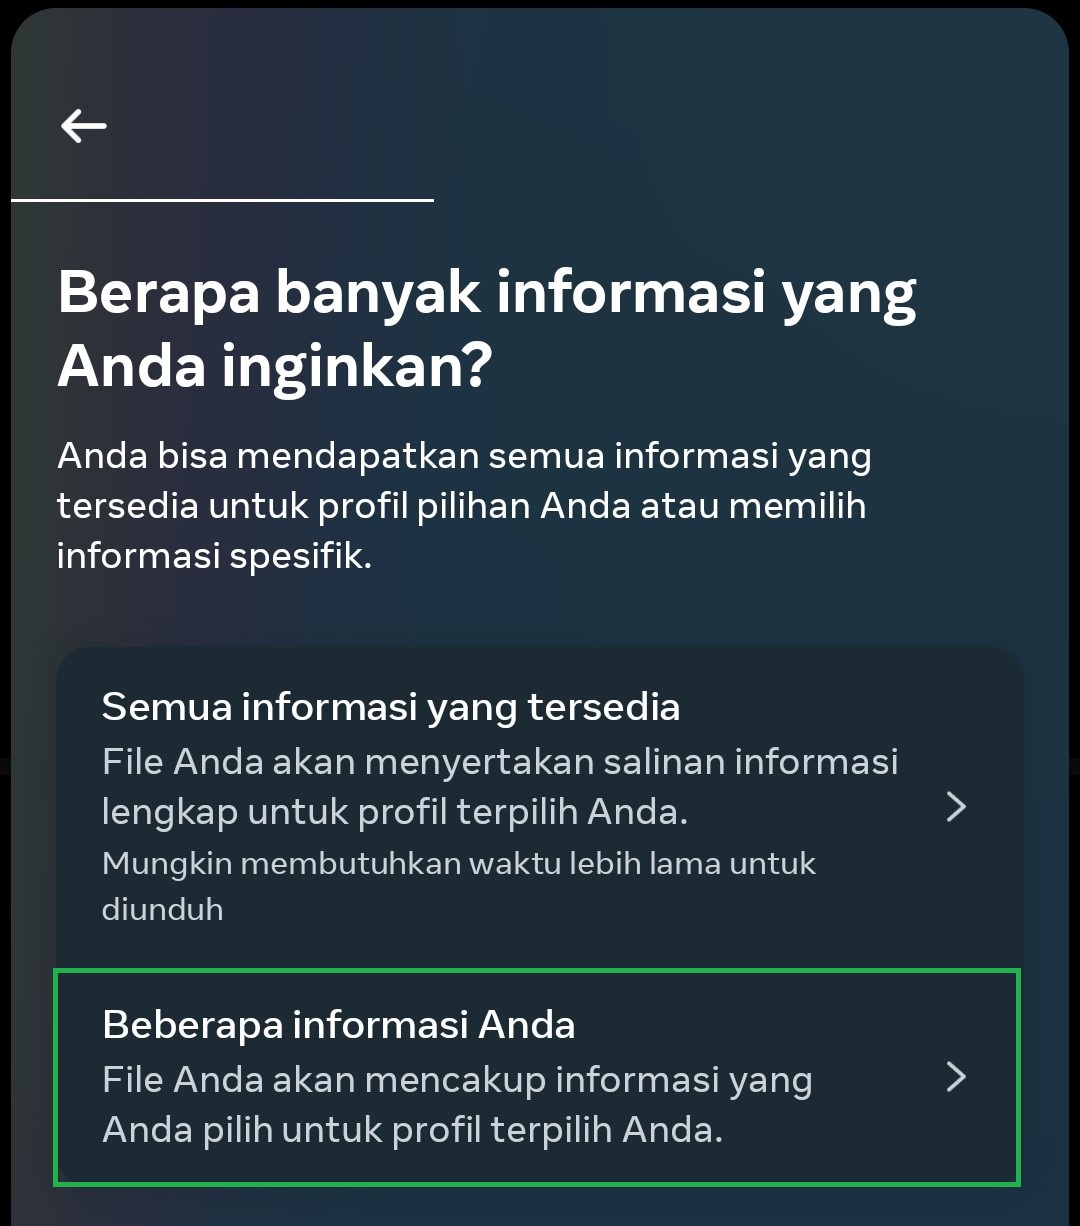 Berapa banyak informasi yang
Anda inginkan?
Anda bisa mendapatkan semua informasi yang
tersedia untuk profil pilihan Anda atau memilih
informasi spesifik.
Semua informasi yang tersedia
File Anda akan menyertakan salinan informasi
lengkap untuk profil terpilih Anda.
Mungkin membutuhkan waktu lebih lama untuk
diunduh
Beberapa informasi Anda
File Anda akan mencakup informasi yang
Anda pilih untuk profil terpilih Anda.